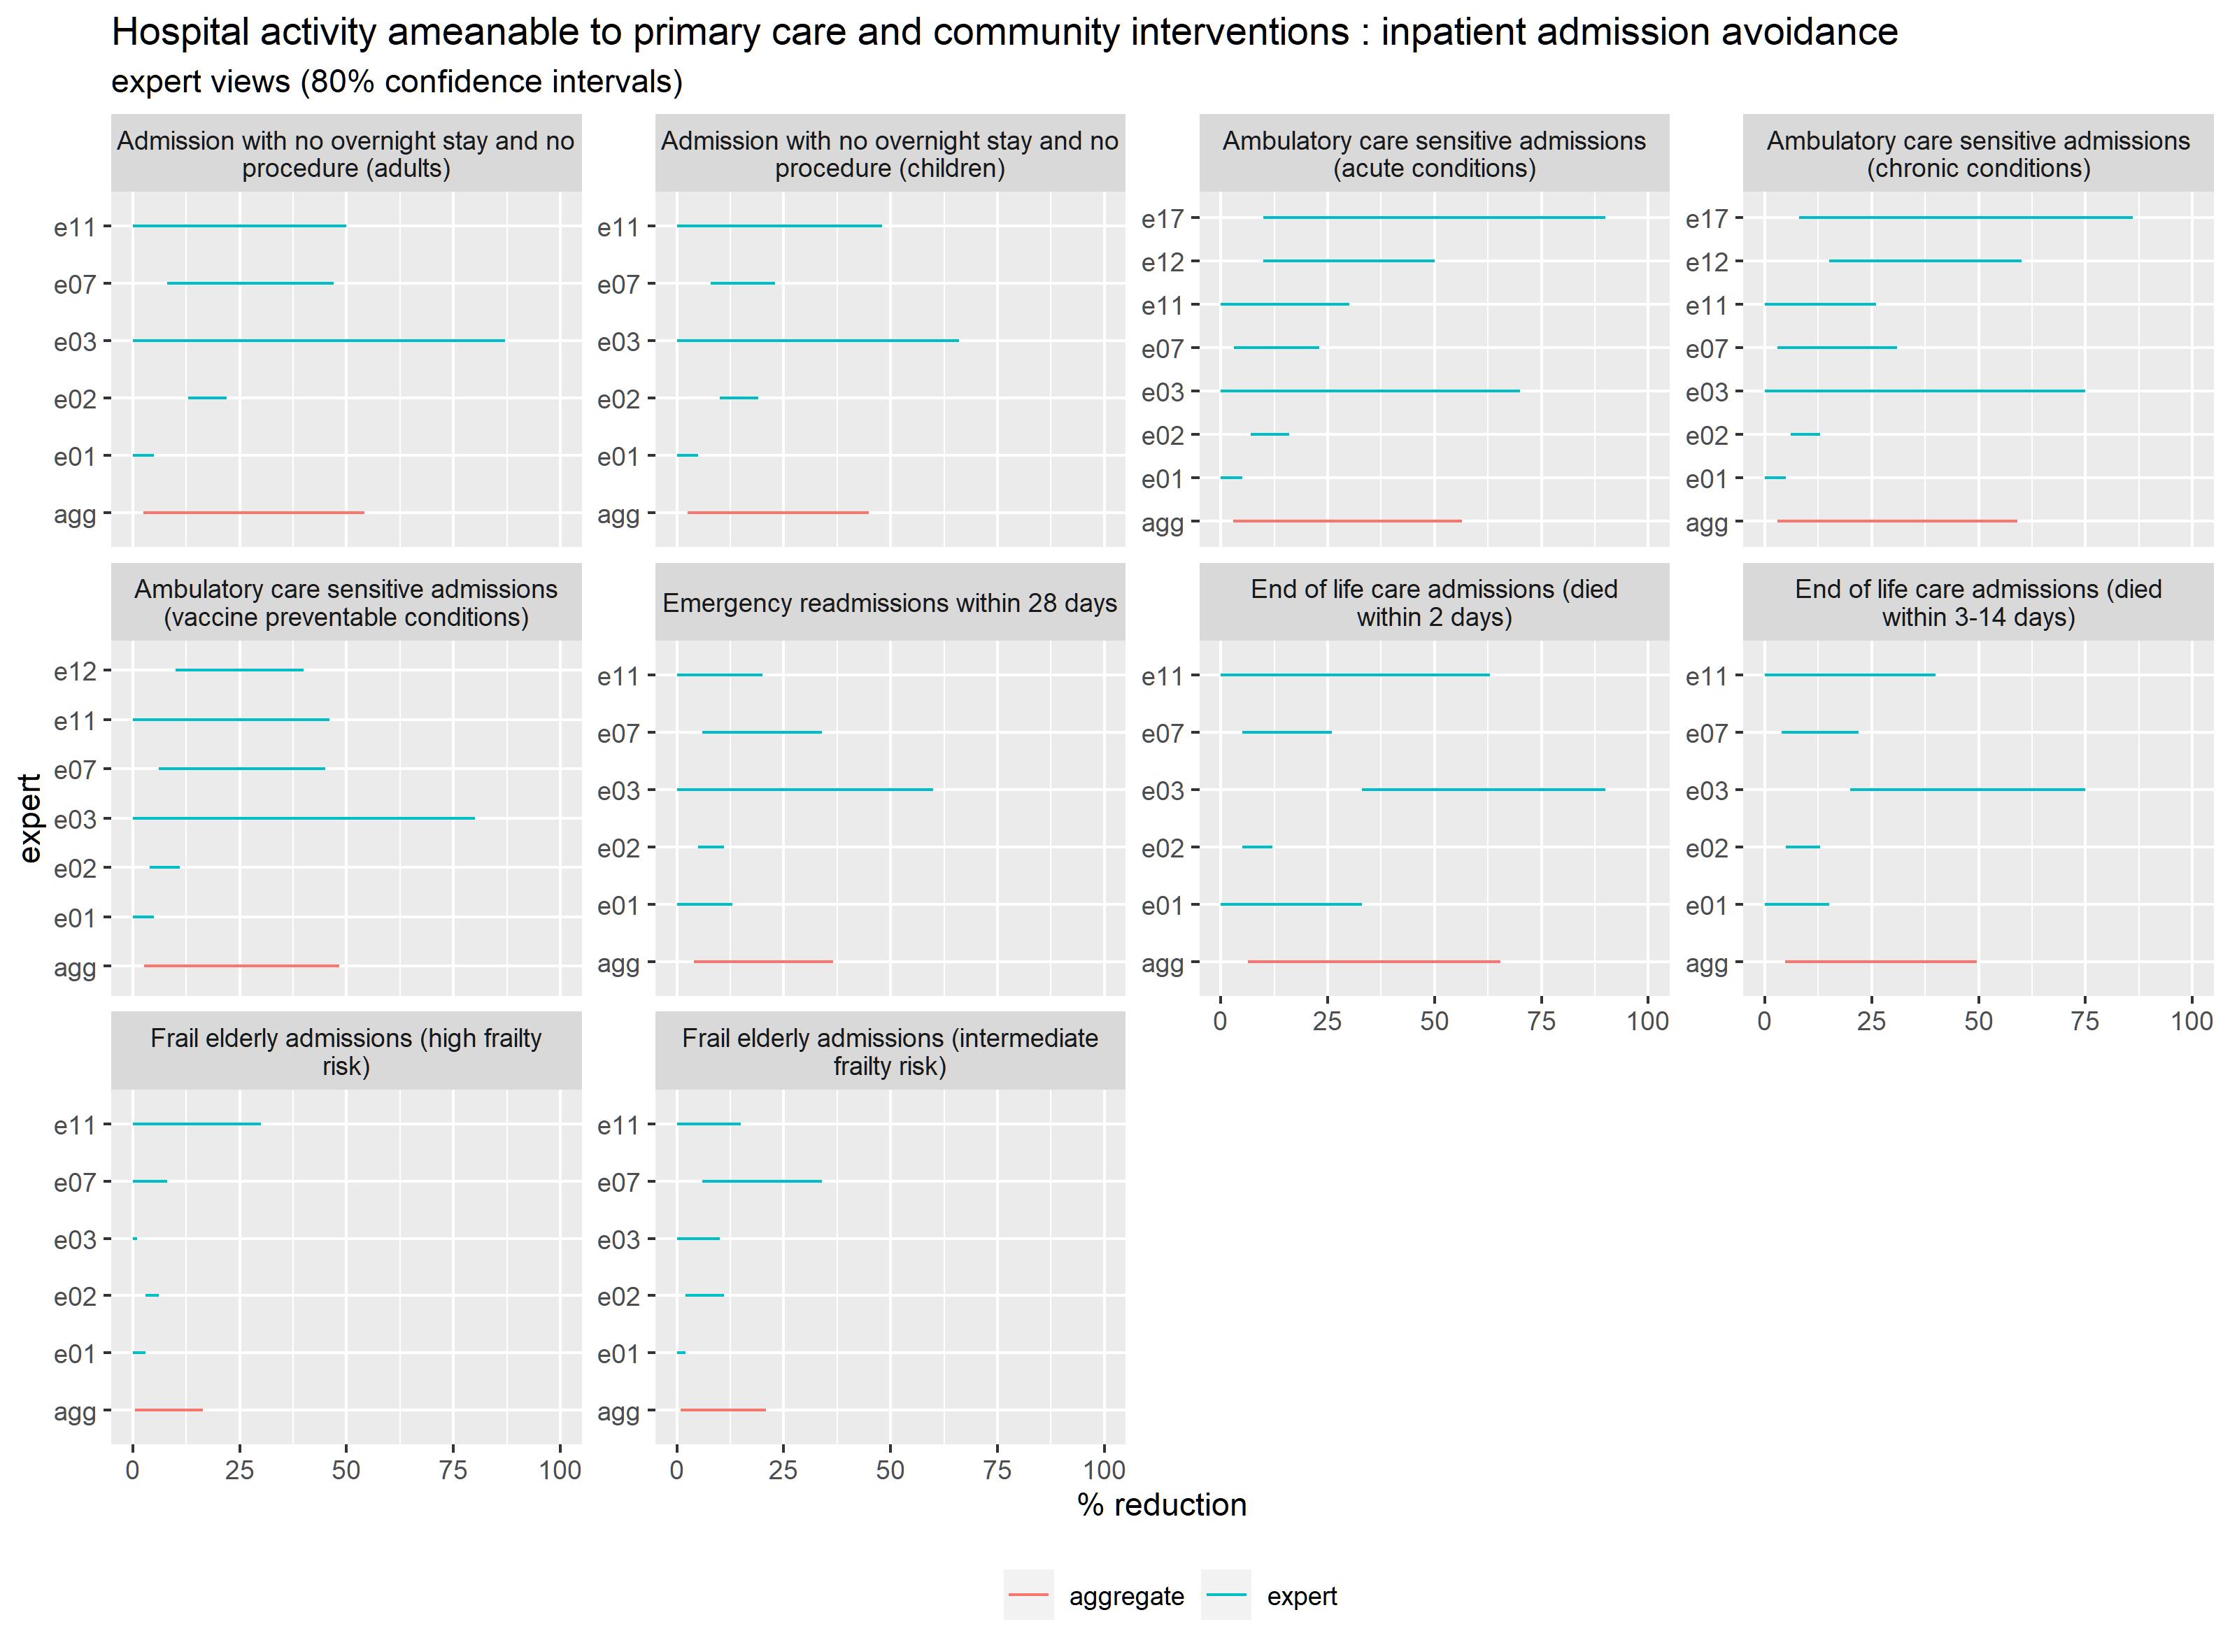 Hospital activity ameanable to primary care and community interventions : inpatient admission avoidance
expert views (80% confidence intervals)
Admission with no overnight stay and no
procedure (adults)
e11
e07
e03
e02
e01
agg
Admission with no overnight stay and no
procedure (children)
e11
e07
e03
e02
e01
agg
Ambulatory care sensitive admissions
(acute conditions)
e17
e12
e11
e07
e03
e02
e01
agg
Ambulatory care sensitive admissions
(chronic conditions)
e17
e12
e11
e07
e03
e02
e01
agg
expert
Ambulatory care sensitive admissions
(vaccine preventable conditions)
e12
e11
e07
e03
e02
e01
agg
Emergency readmissions within 28 days
e11
e07
e03
e02
e01
agg
End of life care admissions (died
within 2 days)
e11
e07
e03
e02
e01
agg
0 25 50 75 100
End of life care admissions (died
within 3-14 days)
e11
e07
e03
e02
e01
agg
0 25 50 75 100
Frail elderly admissions (high frailty
risk)
e11
e07
e03
e02
e01
agg
0 25 50 75 100
Frail elderly admissions (intermediate
frailty risk)
e11
e07
e03
e02
e01
agg
0 25 50 75 100
% reduction
aggregate expert